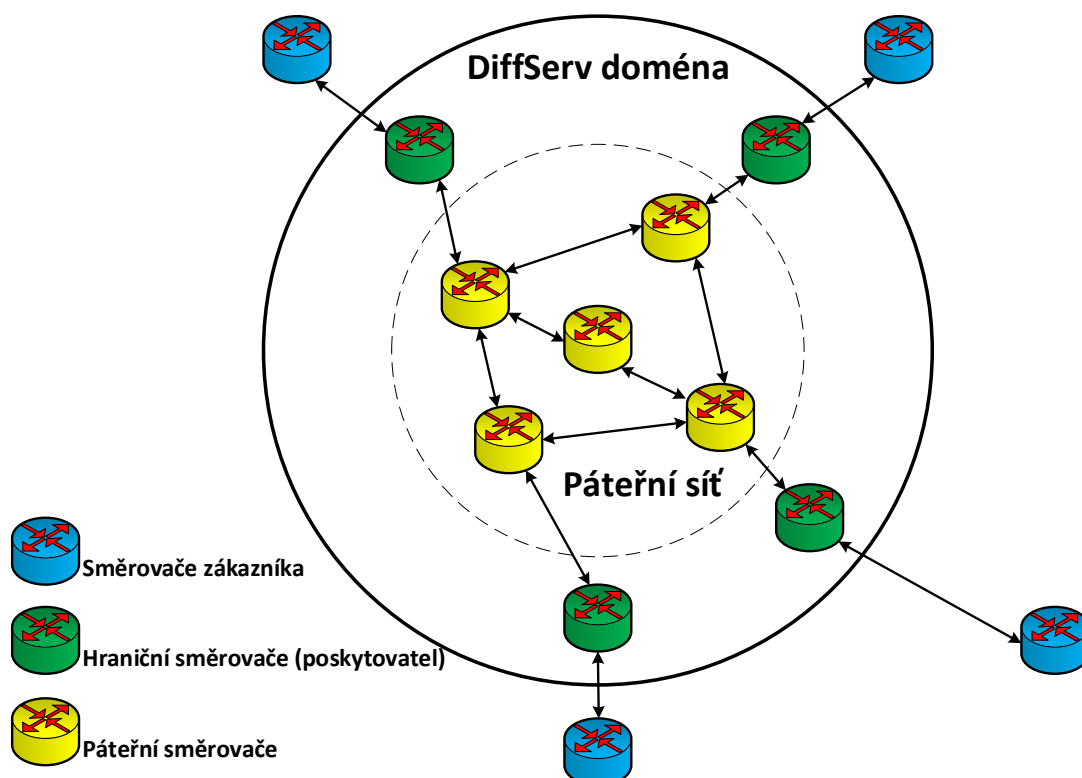 DiffServ doména
Páteřní síť
Směrovače zákazníka
Hraniční směrovače (poskytovatel)
Páteřní směrovače